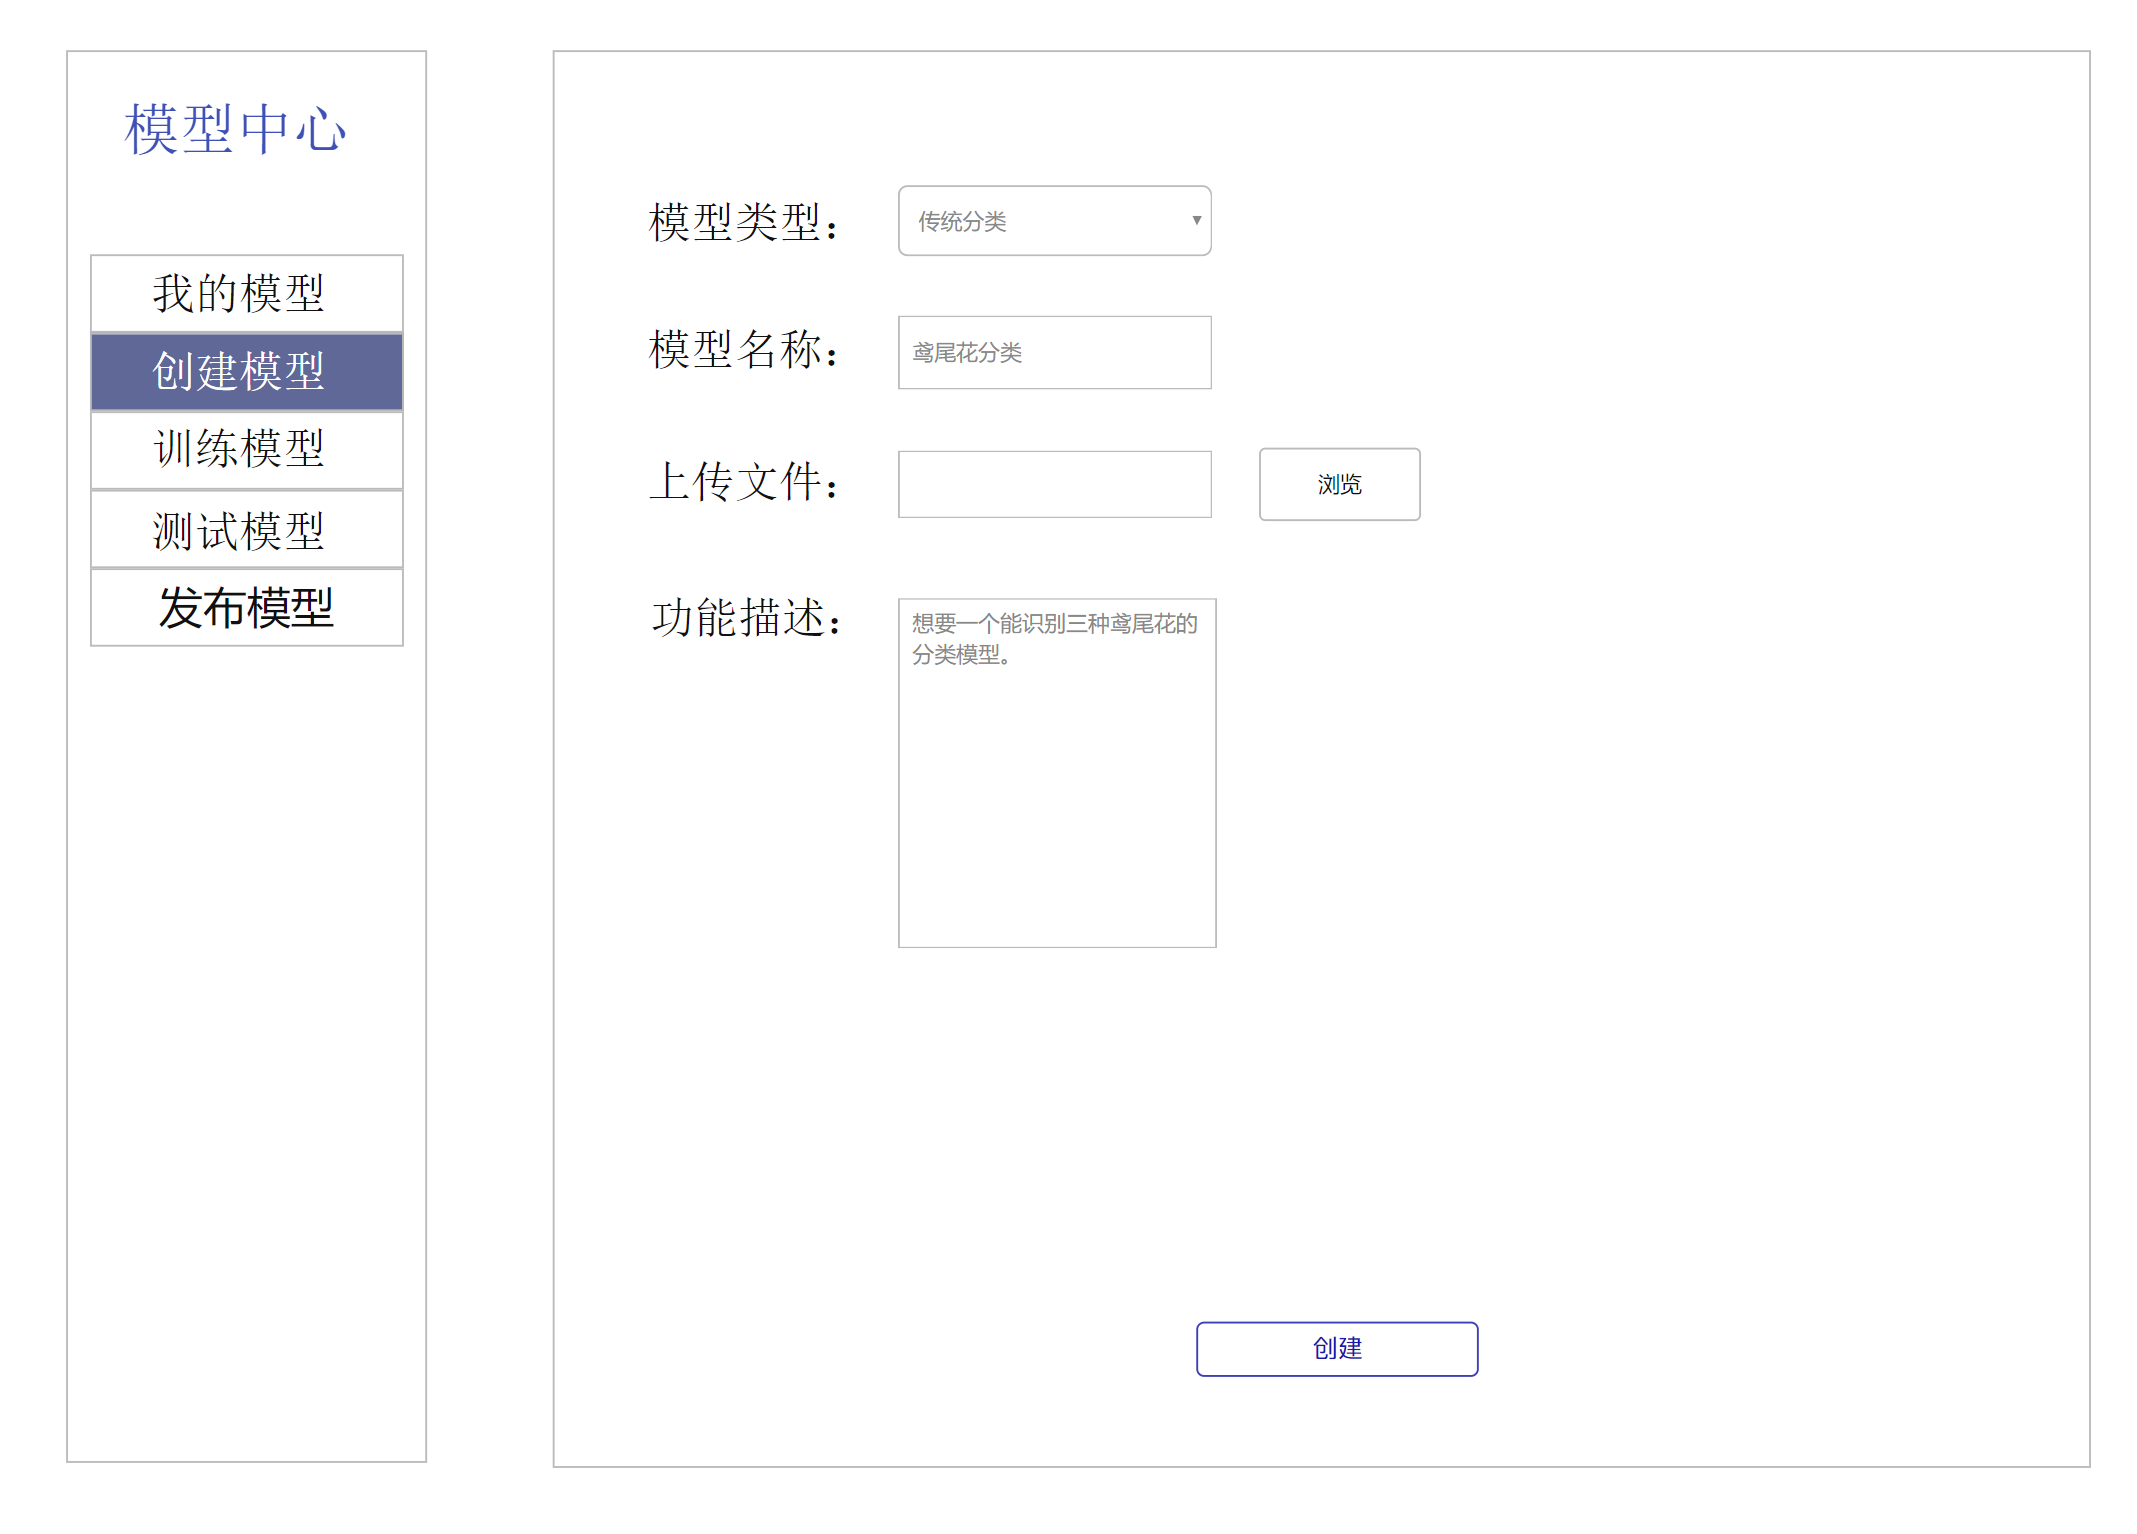 模型中心
我的模型
创建模型
训练模型
测试模型
发布模型
模型类型：
传统分类
模型名称：
鸢尾花分类
上传文件：
浏览
功能描述：
想要一个能识别三种鸢尾花的
分类模型。
创建